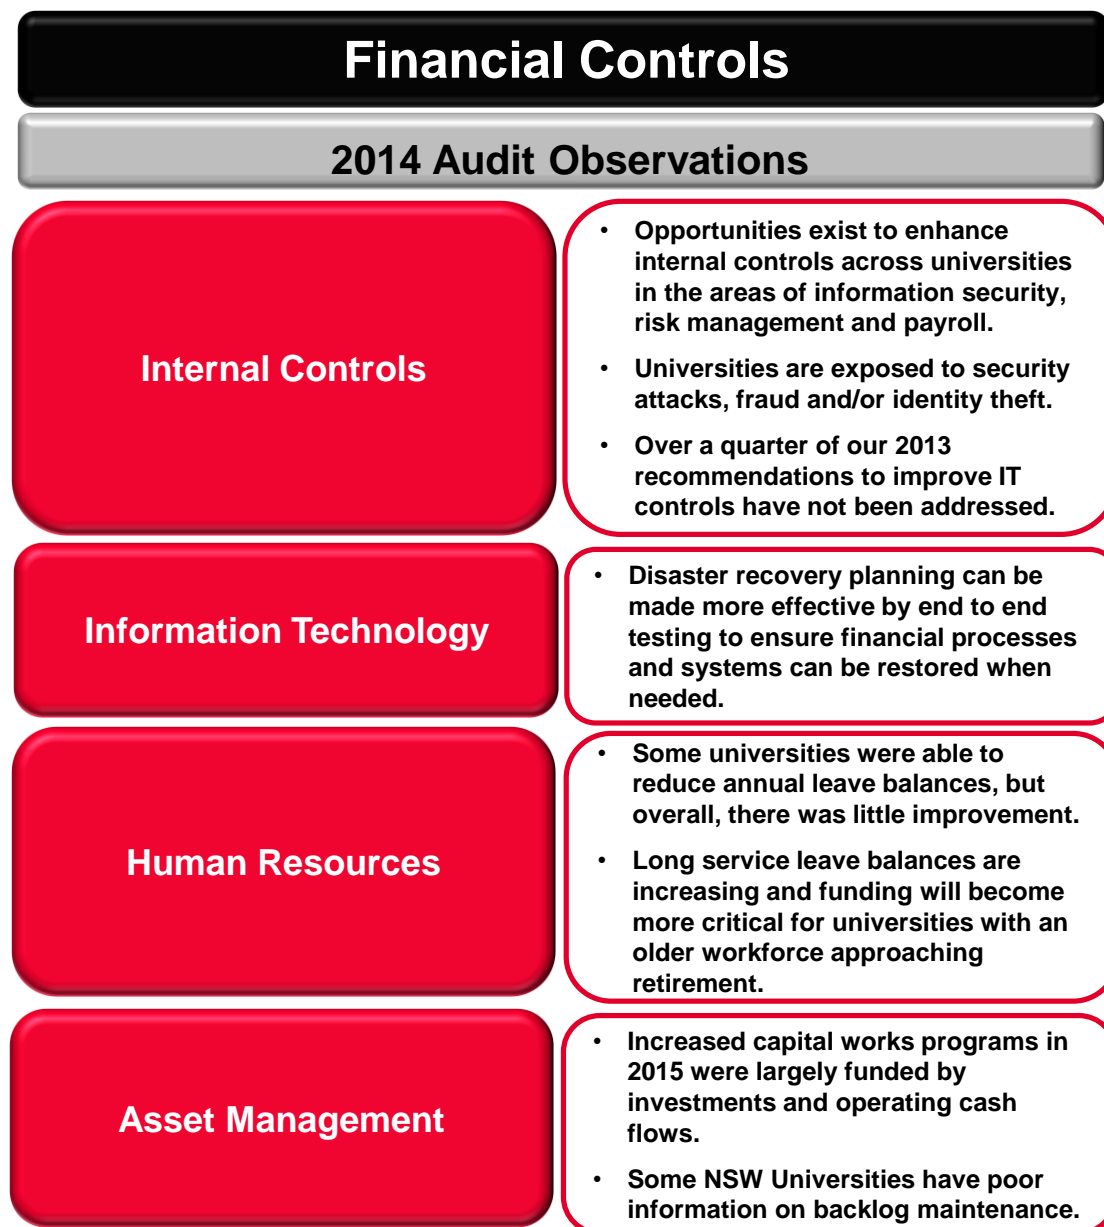 Financial Controls
2014 Audit Observations
Internal Controls
• Opportunities exist to enhance
internal controls across universities
in the areas of information security,
risk management and payroll.
• Universities are exposed to security
attacks, fraud and/or identity theft.
• Over a quarter of our 2013
recommendations to improve IT
controls have not been addressed.
Information Technology
• Disaster recovery planning can be
made more effective by end to end
testing to ensure financial processes
and systems can be restored when
needed.
Human Resources
• Some universities were able to
reduce annual leave balances, but
overall, there was little improvement.
• Long service leave balances are
increasing and funding will become
more critical for universities with an
older workforce approaching
retirement.
Asset Management
• Increased capital works programs in
2015 were largely funded by
investments and operating cash
flows.
• Some NSW Universities have poor
information on backlog maintenance.